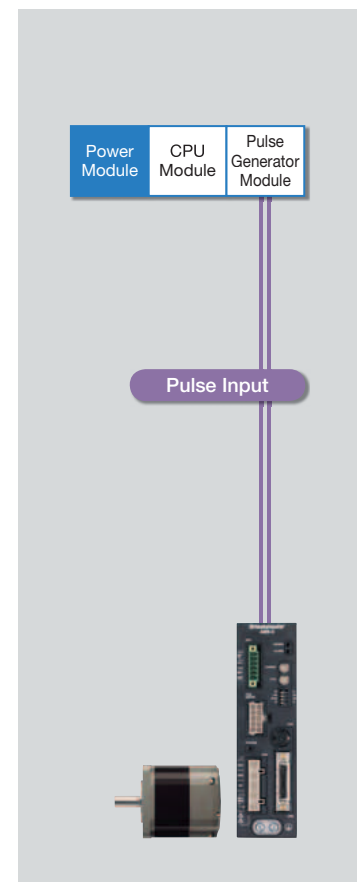 Power
Module
CPU
Module
Pulse
Generator
Module
Pulse Input